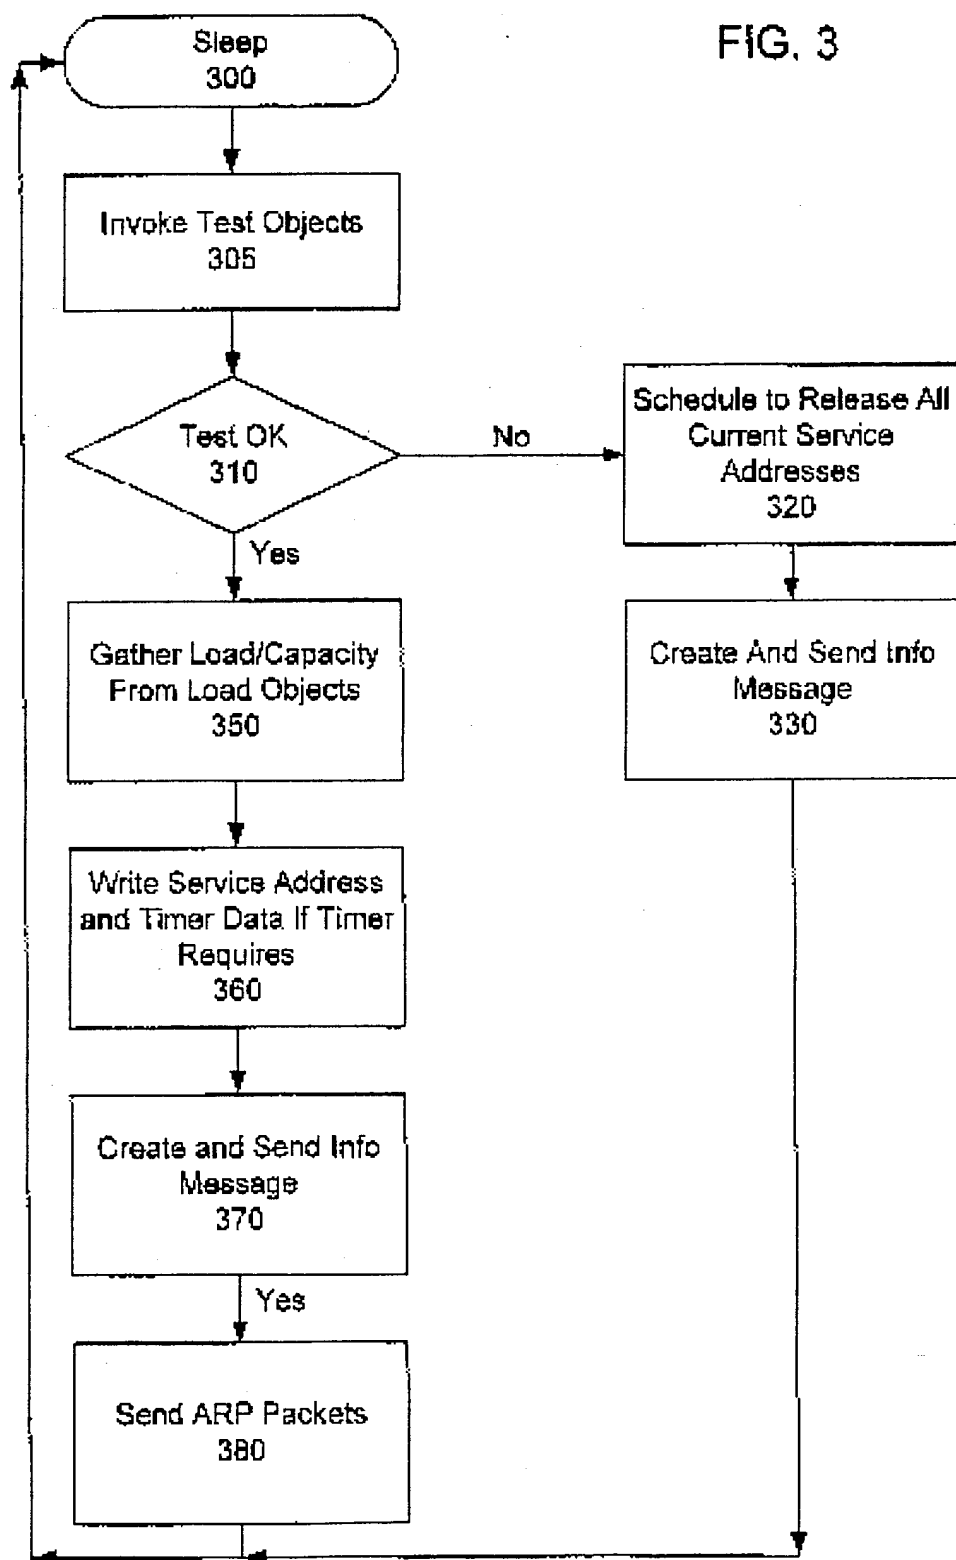 FIG. 3
Sleep
300
Invoke Test Objects
305
Test OK
310
No
Yes
Schedule to Release All
Current Service
Addresses
320
Create And Send Info
Message
330
Gather Load/Capacity
From Load Objects
350
Write Service Address
and Timer Data If Timer
Requires
360
Create and Send Info
Message
370
Yes
Send ARP Packets
380